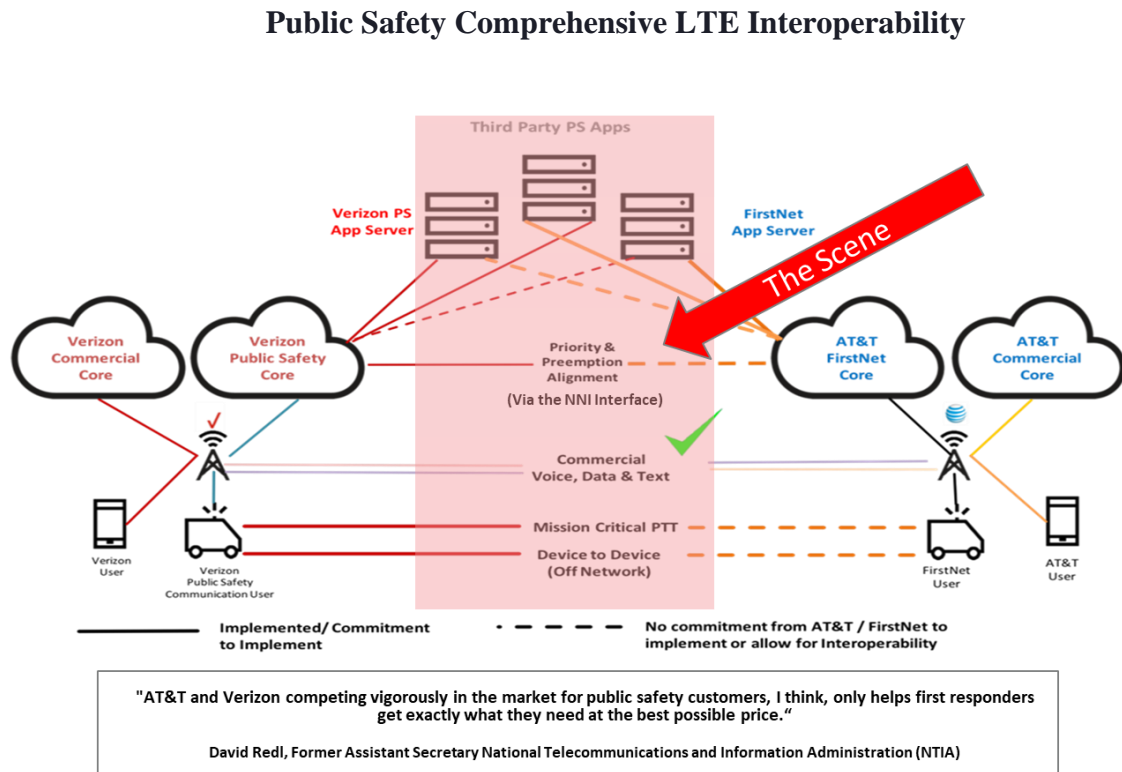 Public Safety Comprehensive LTE Interoperability
Third Party PS Apps
Verizon PS
App Server
FirstNet
App Server
The Scene
Verizon
Commercial
Core
Verizon
Public Safety
Core
Priority &
Preemption
Alignment
(Via the NNI Interface)
AT&T
FirstNet
Core
AT&T
Commercial
Core
Commercial
Voice, Data & Text
Mission Critical PTT
Device to Device
(Off Network)
Verizon
User
Verizon
Public Safety
Communication User
FirstNet
User
AT&T
User
Implemented/ Commitment
to Implement
No commitment from AT&T / FirstNet to
implement or allow for Interoperability
"AT&T and Verizon competing vigorously in the market for public safety customers, I think, only helps first responders
get exactly what they need at the best possible price.“
David Redl, Former Assistant Secretary National Telecommunications and Information Administration (NTIA)